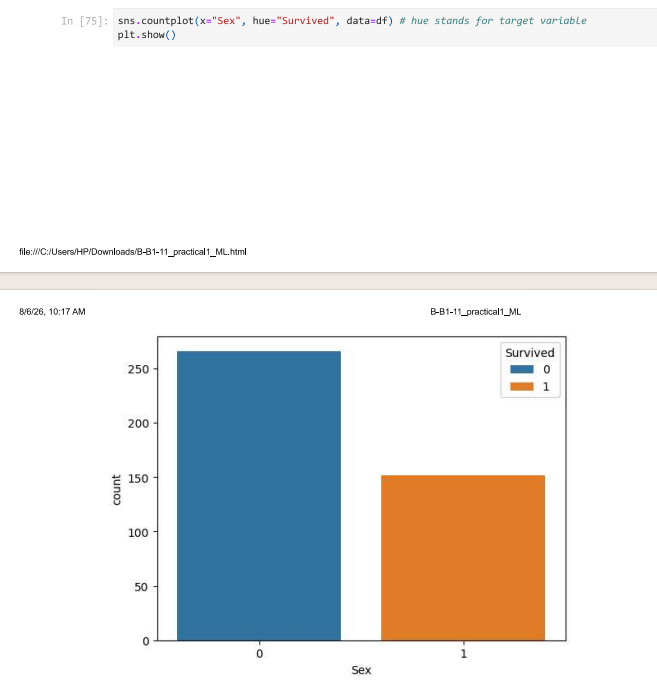 In [75]: sns.countplot(x="Sex", hue="Survived", data=df) # hue stands for target variable
plt.show()
file:///C:/Users/HP/Downloads/B-B1-11_practical1_ML.html
8/6/26, 10:17 AM B-B1-11_practical1_ML
Survived
0
1
250
200
150
100
50
0
count
0 1
Sex